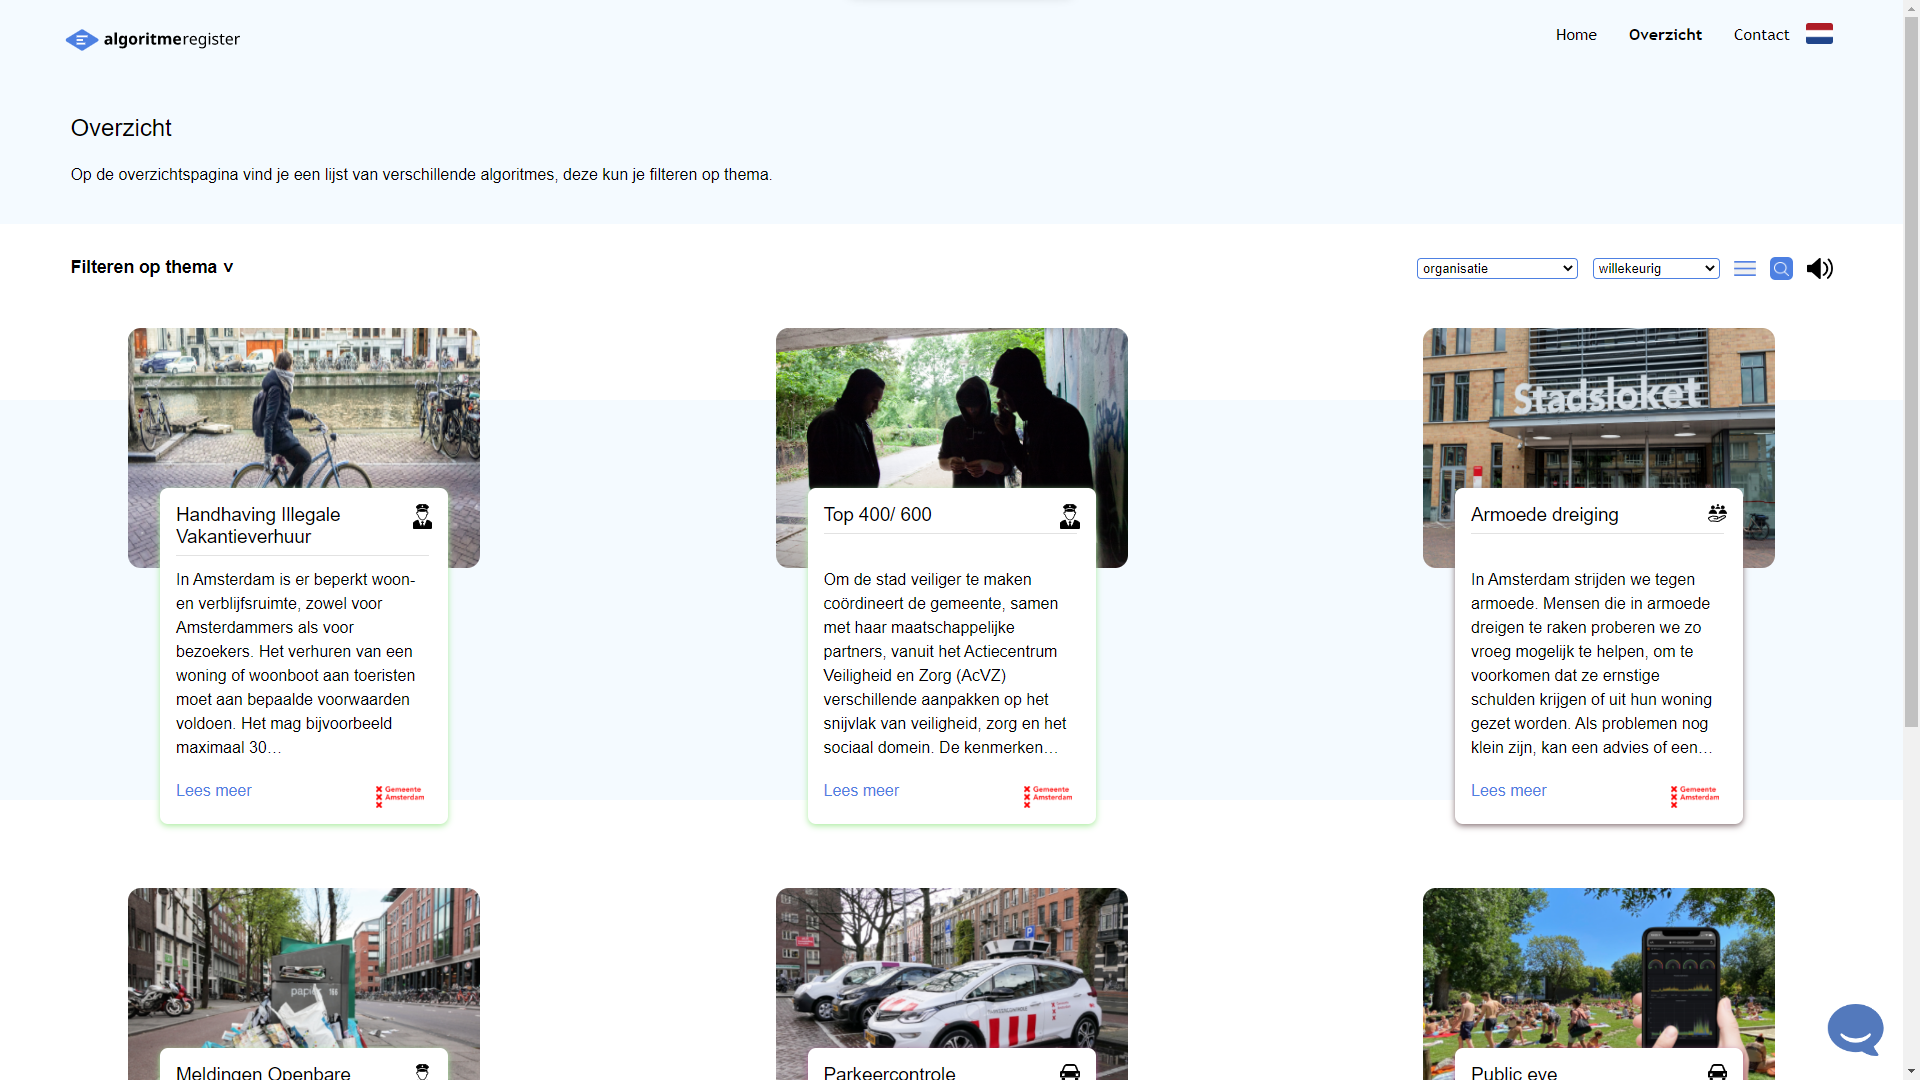 algoritmeregister
Home
Overzicht
Contact
Overzicht
Op de overzichtspagina vind je een lijst van verschillende algoritmes, deze kun je filteren op thema.
Filteren op thema v
organisatie
willekeurig
Stadsloket
Handhaving Illegale
Vakantieverhuur
In Amsterdam is er beperkt woon-
en verblijfsruimte, zowel voor
Amsterdammers als voor
bezoekers. Het verhuren van een
woning of woonboot aan toeristen
moet aan bepaalde voorwaarden
voldoen. Het mag bijvoorbeeld
maximaal 30…
Lees meer
Gemeente
Amsterdam
Top 400/ 600
Om de stad veiliger te maken
coördineert de gemeente, samen
met haar maatschappelijke
partners, vanuit het Actiecentrum
Veiligheid en Zorg (AcVZ)
verschillende aanpakken op het
snijvlak van veiligheid, zorg en het
sociaal domein. De kenmerken…
Lees meer
Gemeente
Amsterdam
Armoede dreiging
In Amsterdam strijden we tegen
armoede. Mensen die in armoede
dreigen te raken proberen we zo
vroeg mogelijk te helpen, om te
voorkomen dat ze ernstige
schulden krijgen of uit hun woning
gezet worden. Als problemen nog
klein zijn, kan een advies of een…
Lees meer
Gemeente
Amsterdam
papier
P
Meldingen Openbare
Parkeercontrole
Public eye